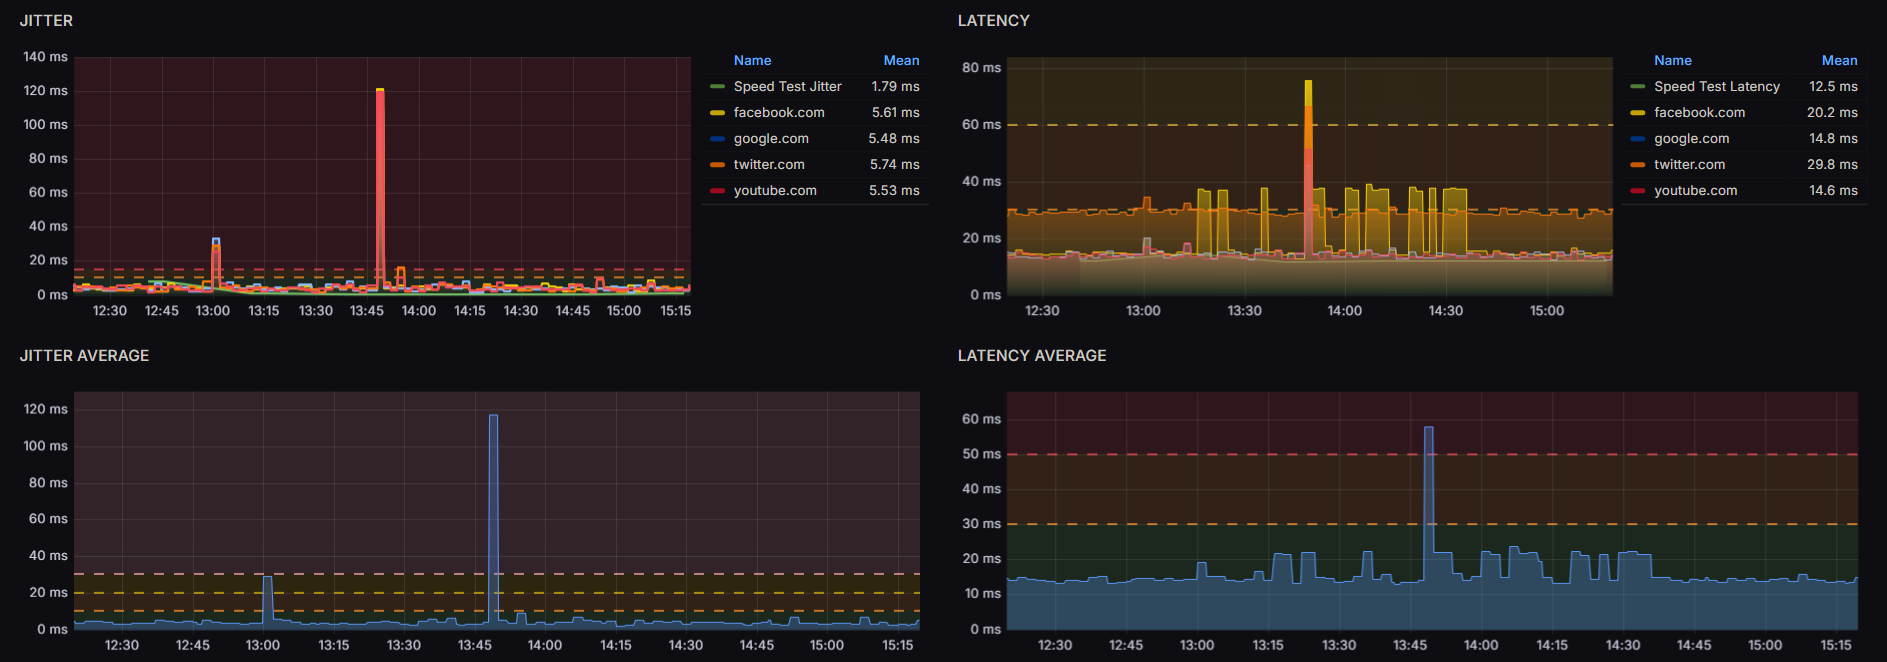 JITTER
140 ms
120 ms
100 ms
80 ms
60 ms
40 ms
20 ms
0 ms
12:30 12:45 13:00 13:15 13:30 13:45 14:00 14:15 14:30 14:45 15:00 15:15
Name Mean
Speed Test Jitter 1.79 ms
facebook.com 5.61 ms
google.com 5.48 ms
twitter.com 5.74 ms
youtube.com 5.53 ms
LATENCY
80 ms
60 ms
40 ms
20 ms
0 ms
12:30 13:00 13:30 14:00 14:30 15:00
Name Mean
Speed Test Latency 12.5 ms
facebook.com 20.2 ms
google.com 14.8 ms
twitter.com 29.8 ms
youtube.com 14.6 ms
JITTER AVERAGE
120 ms
100 ms
80 ms
60 ms
40 ms
20 ms
0 ms
12:30 12:45 13:00 13:15 13:30 13:45 14:00 14:15 14:30 14:45 15:00 15:15
LATENCY AVERAGE
60 ms
50 ms
40 ms
30 ms
20 ms
10 ms
0 ms
12:30 12:45 13:00 13:15 13:30 13:45 14:00 14:15 14:30 14:45 15:00 15:15